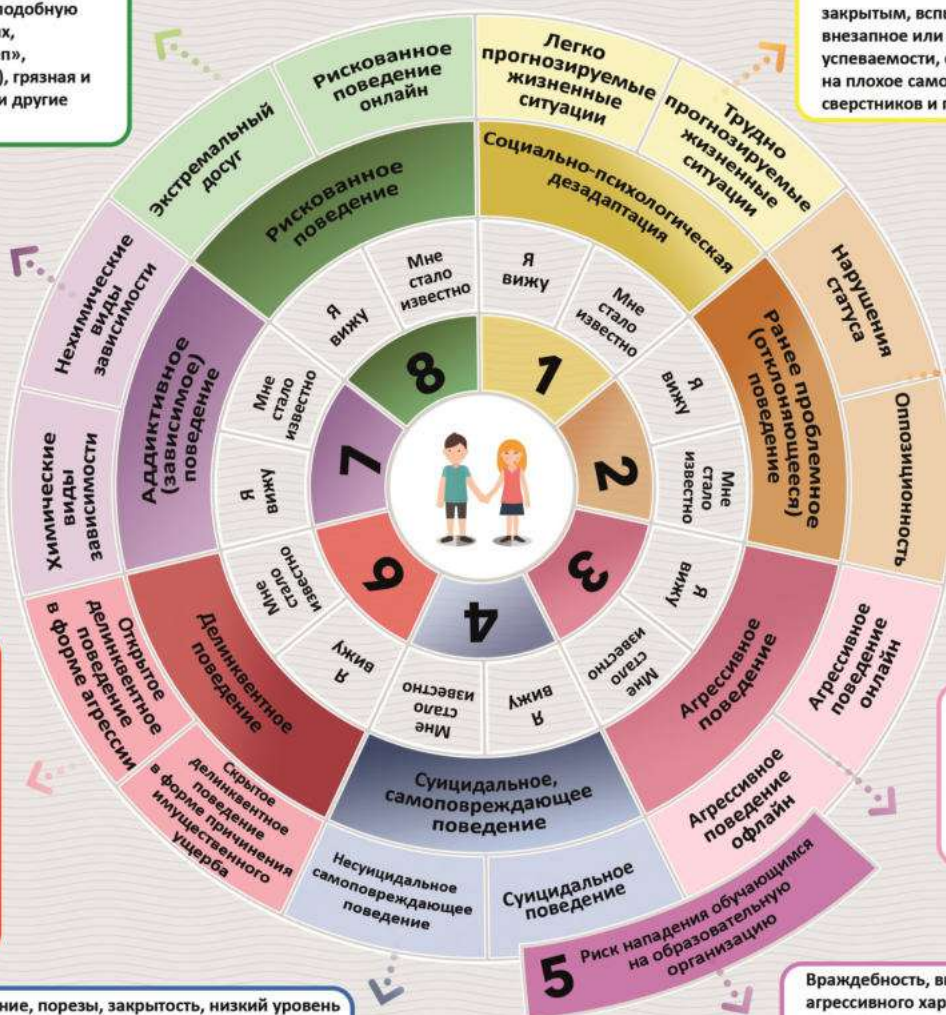 подобную
х,
п»,
), грязная и
и другие
закрытым, вспы
внезапное или
успеваемости,
на плохое само
сверстников и п
Рискованное
поведение
онлайн
Легко
прогнозируемые
жизненные
ситуации
Трудно
прогнозируемые
жизненные
ситуации
Экстремальный
досуг
Рискованное
поведение
Социально-психологическая
дезадаптация
Нарушения
статуса
Нехимические
виды
зависимости
Аддиктивное
(зависимое)
поведение
Ранее проблемное
(отклоняющееся)
поведение
Оппозиционность
Химические
виды
зависимости
Я
вижу
Мне
стало
известно
Я
вижу
Мне
стало
известно
Я
вижу
Мне
стало
известно
Я
вижу
Мне
стало
известно
Я
вижу
Мне
стало
известно
Я
вижу
Мне
стало
известно
Я
вижу
Мне
стало
известно
8
1
7
2
6
3
4
Открытое
делинквентное
поведение
в форме агрессии
Делинквентное
поведение
Агрессивное
поведение
Агрессивное
поведение
онлайн
Скрытое
делинквентное
поведение
в форме причинения
имущественного
ущерба
Суицидальное,
самоповреждающее
поведение
Агрессивное
поведение
офлайн
Несуицидальное
самоповреждающее
поведение
Суицидальное
поведение
5
Риск нападения обучающимся
на образовательную
организацию
ние, порезы, закрытость, низкий уровень
Враждебность,
агрессивного хар